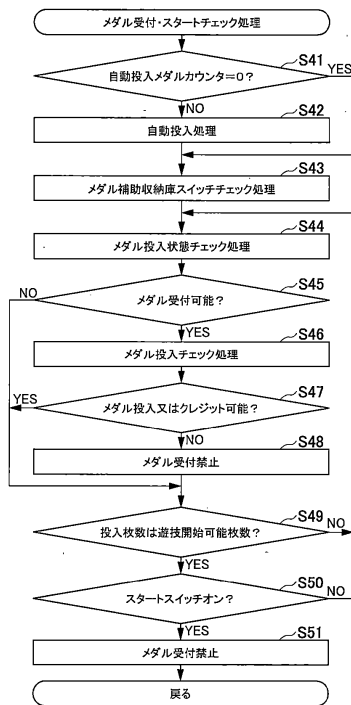 メダル受付・スタートチェック処理
S41
自動投入メダルカウンタ=0?
YES
NO
S42
自動投入処理
S43
メダル補助収納庫スイッチチェック処理
S44
メダル投入状態チェック処理
S45
NO
メダル受付可能?
YES
S46
メダル投入チェック処理
S47
YES
メダル投入又はクレジット可能?
NO
S48
メダル受付禁止
S49
NO
投入枚数は遊技開始可能枚数?
YES
S50
NO
スタートスイッチオン?
YES
S51
メダル受付禁止
戻る